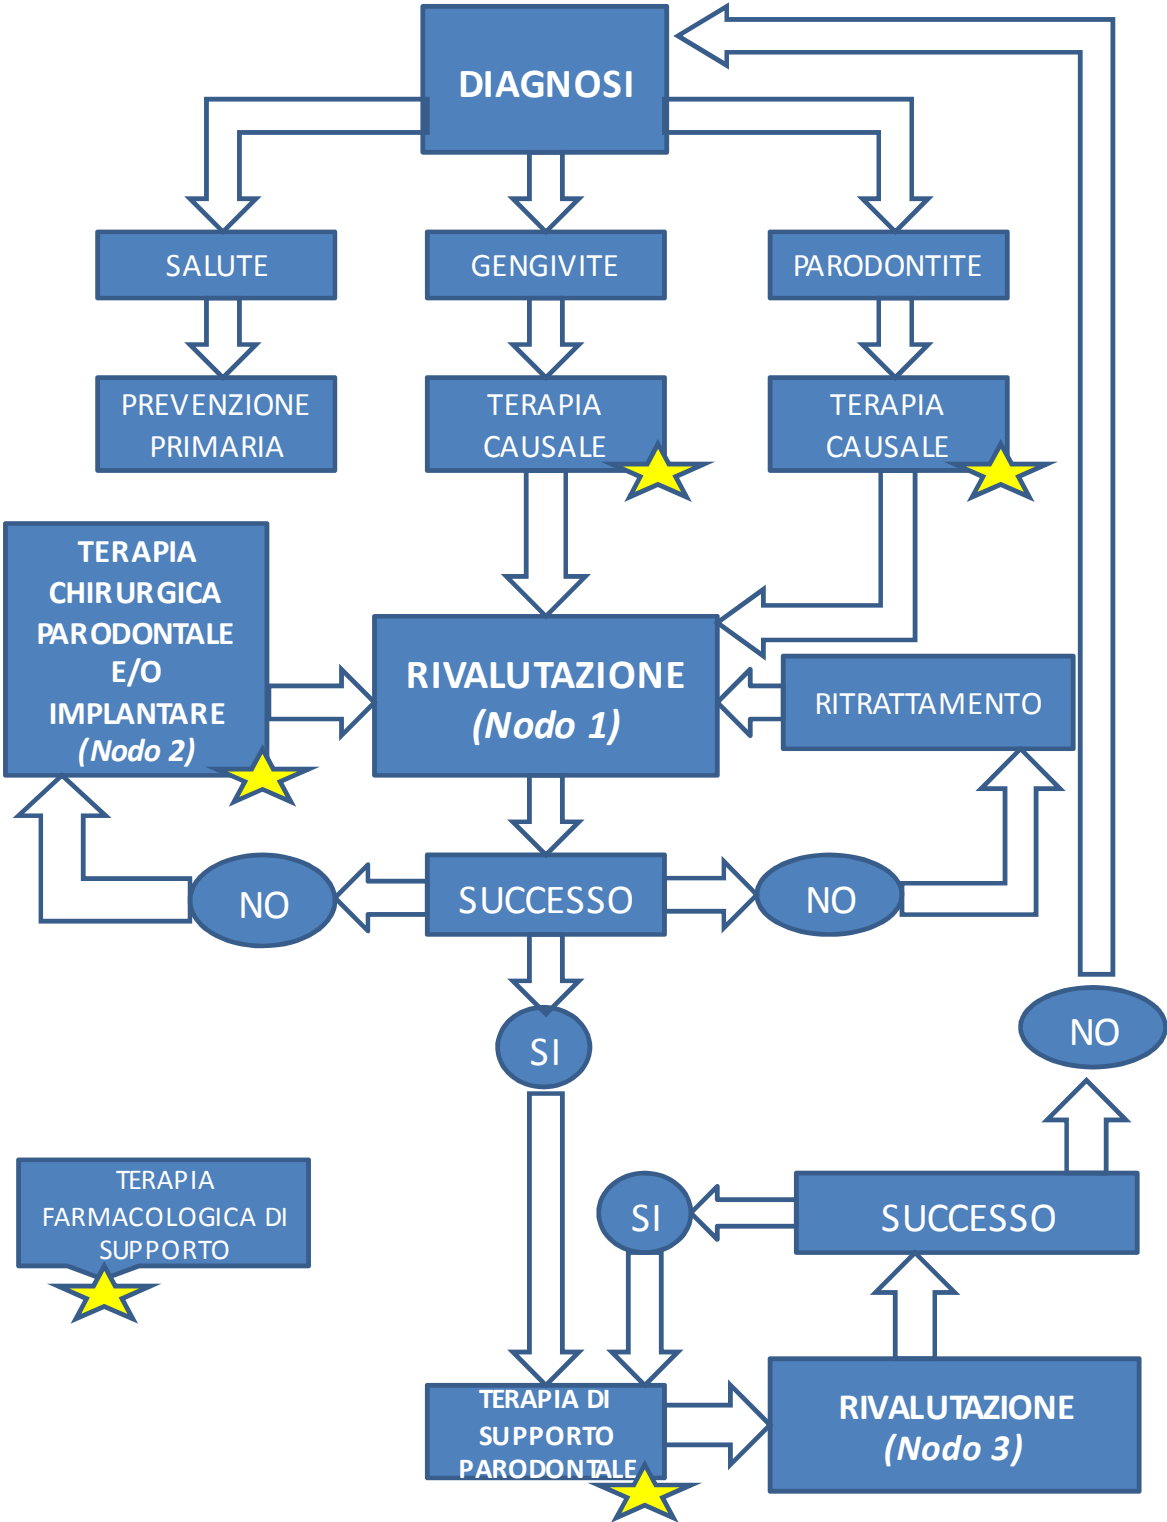 DIAGNOSI
SALUTE
GENGIVITE
PARODONTITE
PREVENZIONE
PRIMARIA
TERAPIA
CAUSALE
TERAPIA
CAUSALE
TERAPIA
CHIRURGICA
PARODONTALE
E/O
IMPLANTARE
(Nodo 2)
RIVALUTAZIONE
(Nodo 1)
RITRATTAMENTO
NO
SUCCESSO
NO
SI
NO
TERAPIA
FARMACOLOGICA DI
SUPPORTO
SI
SUCCESSO
TERAPIA DI
SUPPORTO
PARODONTALE
RIVALUTAZIONE
(Nodo 3)